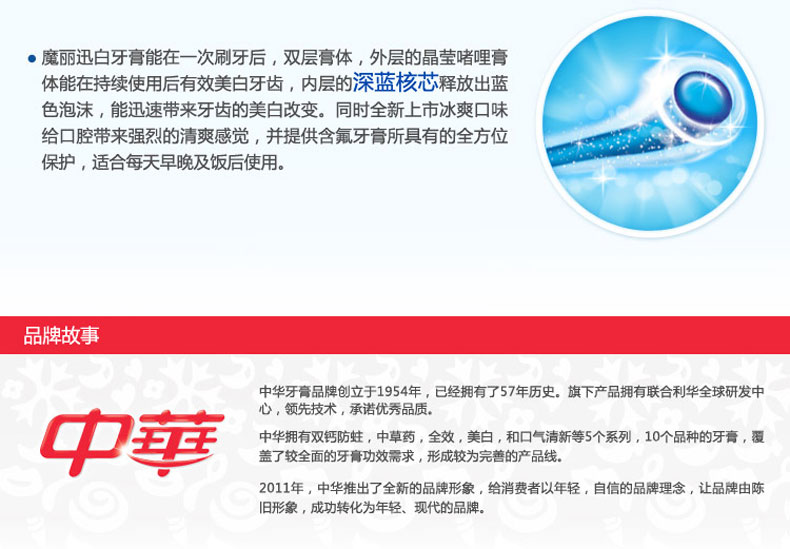 魔丽迅白牙膏能在一次刷牙后，双层膏体，外层的晶莹啫哩膏
体能在持续使用后有效美白牙齿，内层的深蓝核芯释放出蓝
色泡沫，能迅速带来牙齿的美白改变。同时全新上市冰爽口味
给口腔带来强烈的清爽感觉，并提供含氟牙膏所具有的全方位
保护，适合每天早晚及饭后使用。
品牌故事
中華
中华牙膏品牌创立于1954年，已经拥有了57年历史。旗下产品拥有联合利华全球研发中
心，领先技术，承诺优秀品质。
中华拥有双钙防蛀，中草药，全效，美白，和口气清新等5个系列，10个品种的牙膏，覆
盖了较全面的牙膏功效需求，形成较为完善的产品线。
2011年，中华推出了全新的品牌形象，给消费者以年轻，自信的品牌理念，让品牌由陈
旧形象，成功转化为年轻、现代的品牌。